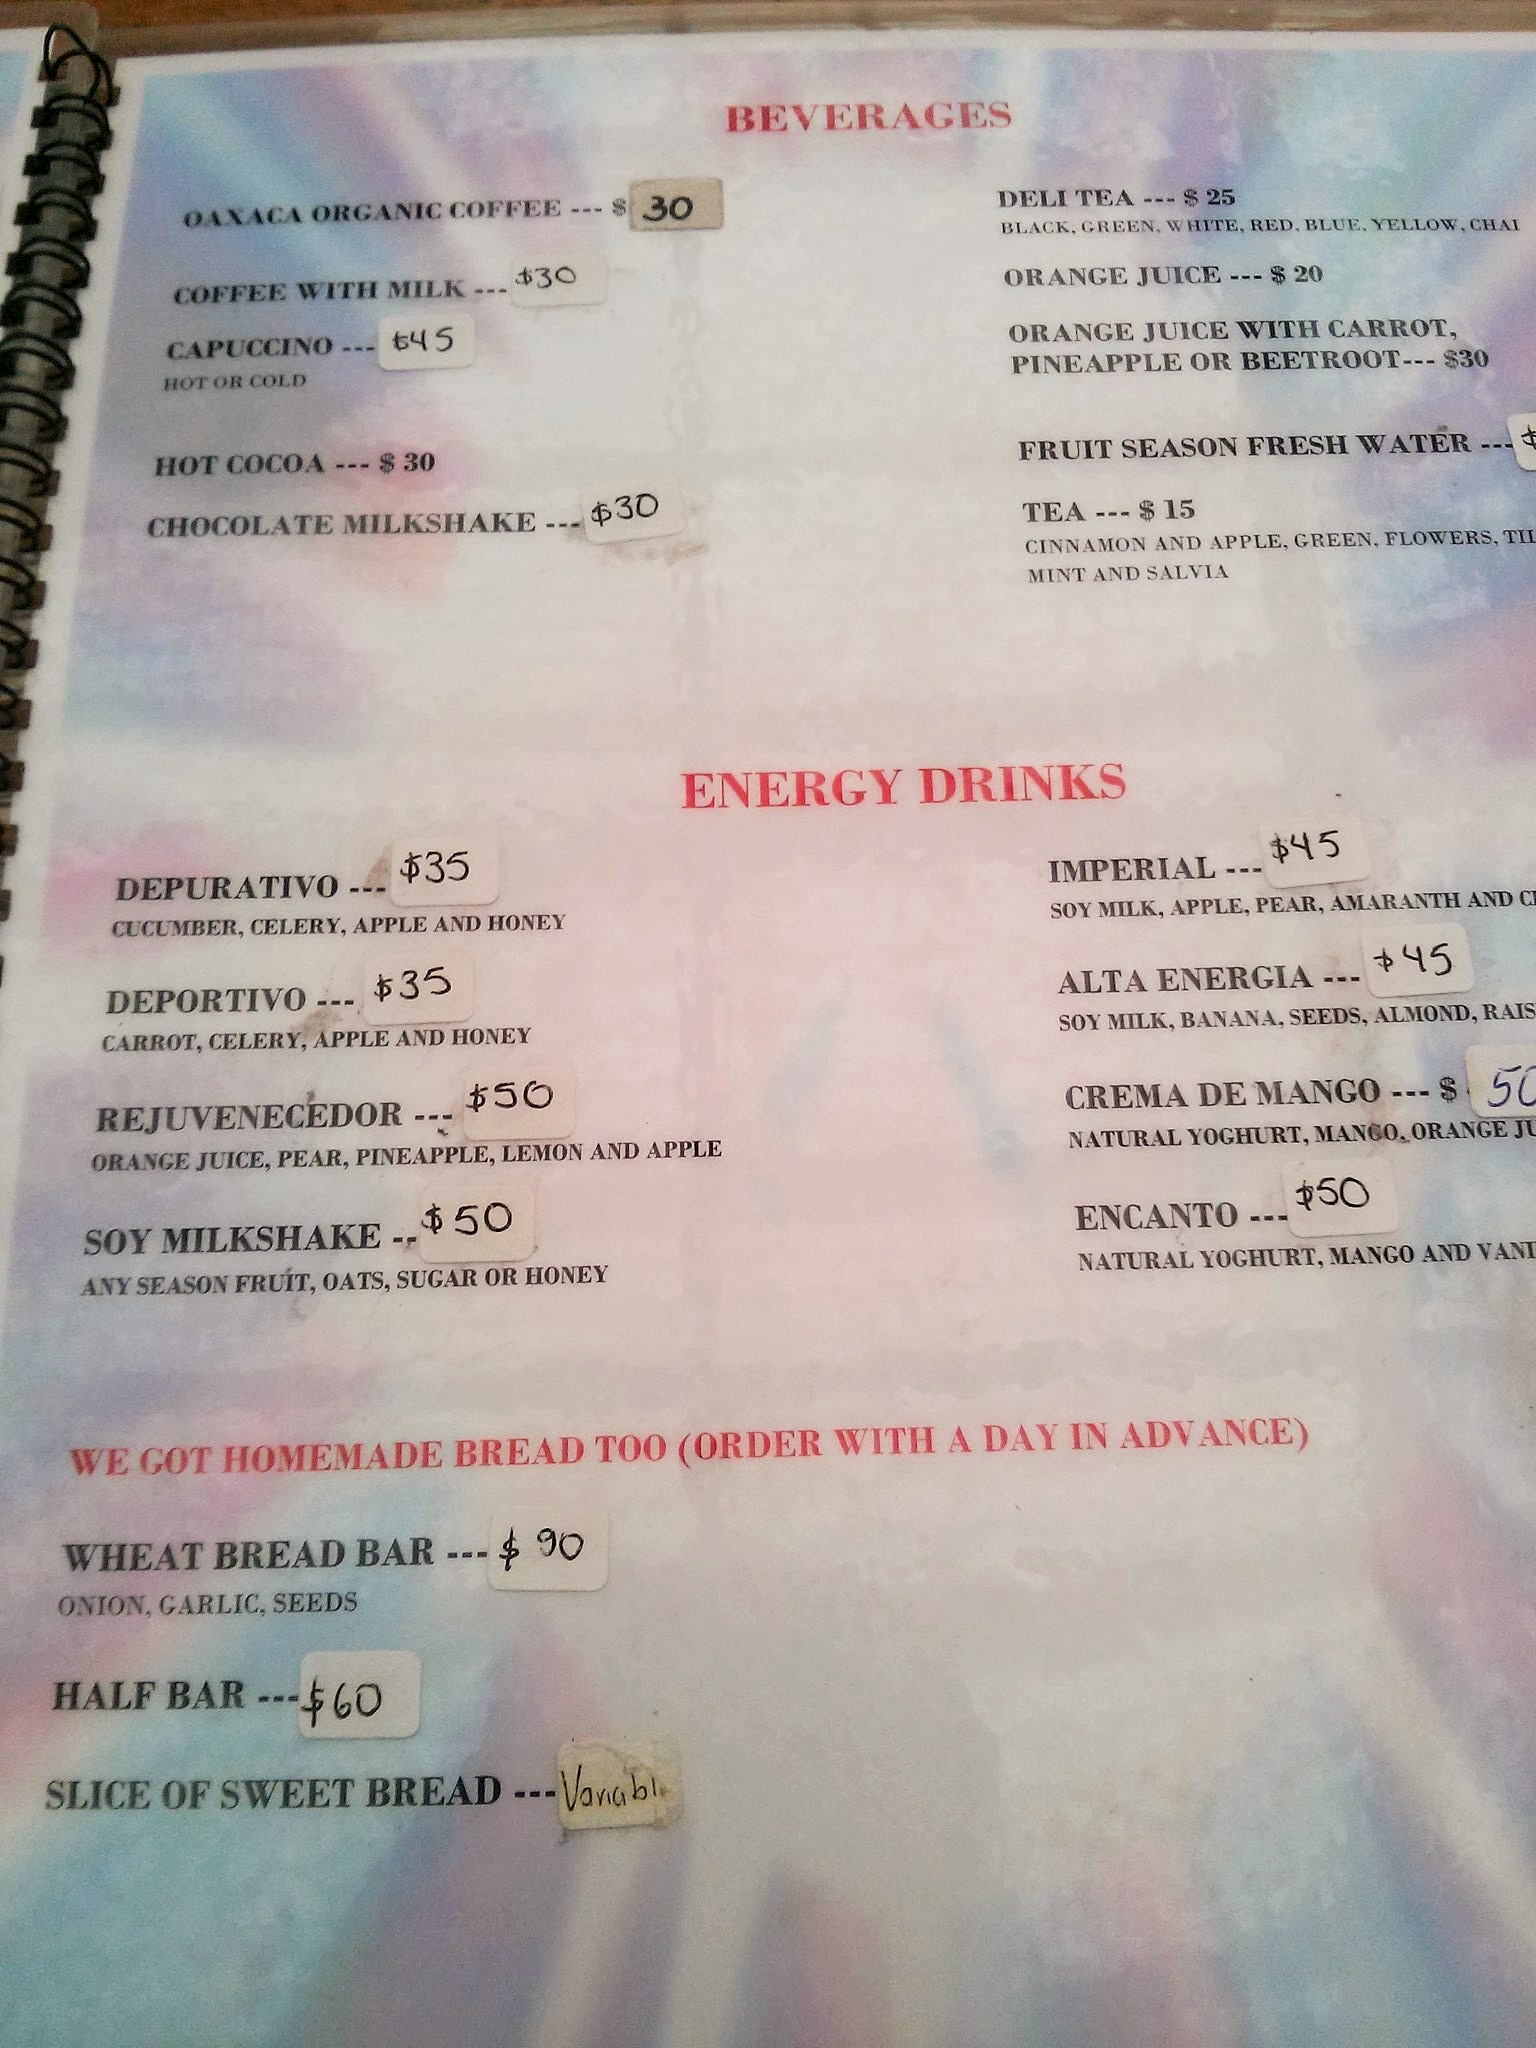 BEVERAGES
OAXACA ORGANIC COFFEE --- $ 30
COFFEE WITH MILK --- $30
CAPUCCINO --- $45
HOT OR COLD
HOT COCOA --- $ 30
CHOCOLATE MILKSHAKE --- $30
DELI TEA --- $ 25
BLACK, GREEN, WHITE, RED, BLUE, YELLOW, CHAI
ORANGE JUICE --- $ 20
ORANGE JUICE WITH CARROT,
PINEAPPLE OR BEETROOT--- $30
FRUIT SEASON FRESH WATER --- $
TEA --- $ 15
CINNAMON AND APPLE, GREEN, FLOWERS,
MINT AND SALVIA
ENERGY DRINKS
DEPURATIVO --- $35
CUCUMBER, CELERY, APPLE AND HONEY
DEPORTIVO --- $35
CARROT, CELERY, APPLE AND HONEY
REJUVENECEDOR --- $50
ORANGE JUICE, PEAR, PINEAPPLE, LEMON AND APPLE
SOY MILKSHAKE -- $50
ANY SEASON FRUIT, OATS, SUGAR OR HONEY
IMPERIAL --- $45
SOY MILK, APPLE, PEAR, AMARANTH AND
ALTA ENERGIA --- $45
SOY MILK, BANANA, SEEDS, ALMOND,
CREMA DE MANGO --- $ 50
NATURAL YOGHURT, MANGO, ORANGE
ENCANTO --- $50
NATURAL YOGHURT, MANGO AND
WE GOT HOMEMADE BREAD TOO (ORDER WITH A DAY IN ADVANCE)
WHEAT BREAD BAR --- $ 90
ONION, GARLIC, SEEDS
HALF BAR --- $60
SLICE OF SWEET BREAD --- Variabl